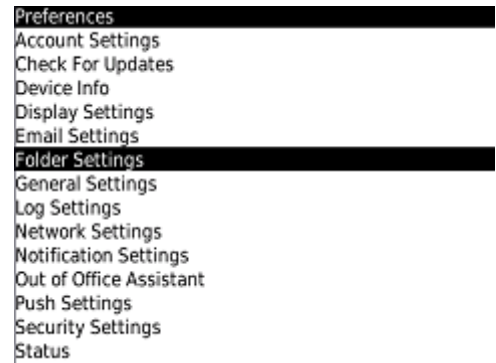 Preferences
Account Settings
Check For Updates
Device Info
Display Settings
Email Settings
Folder Settings
General Settings
Log Settings
Network Settings
Notification Settings
Out of Office Assistant
Push Settings
Security Settings
Status